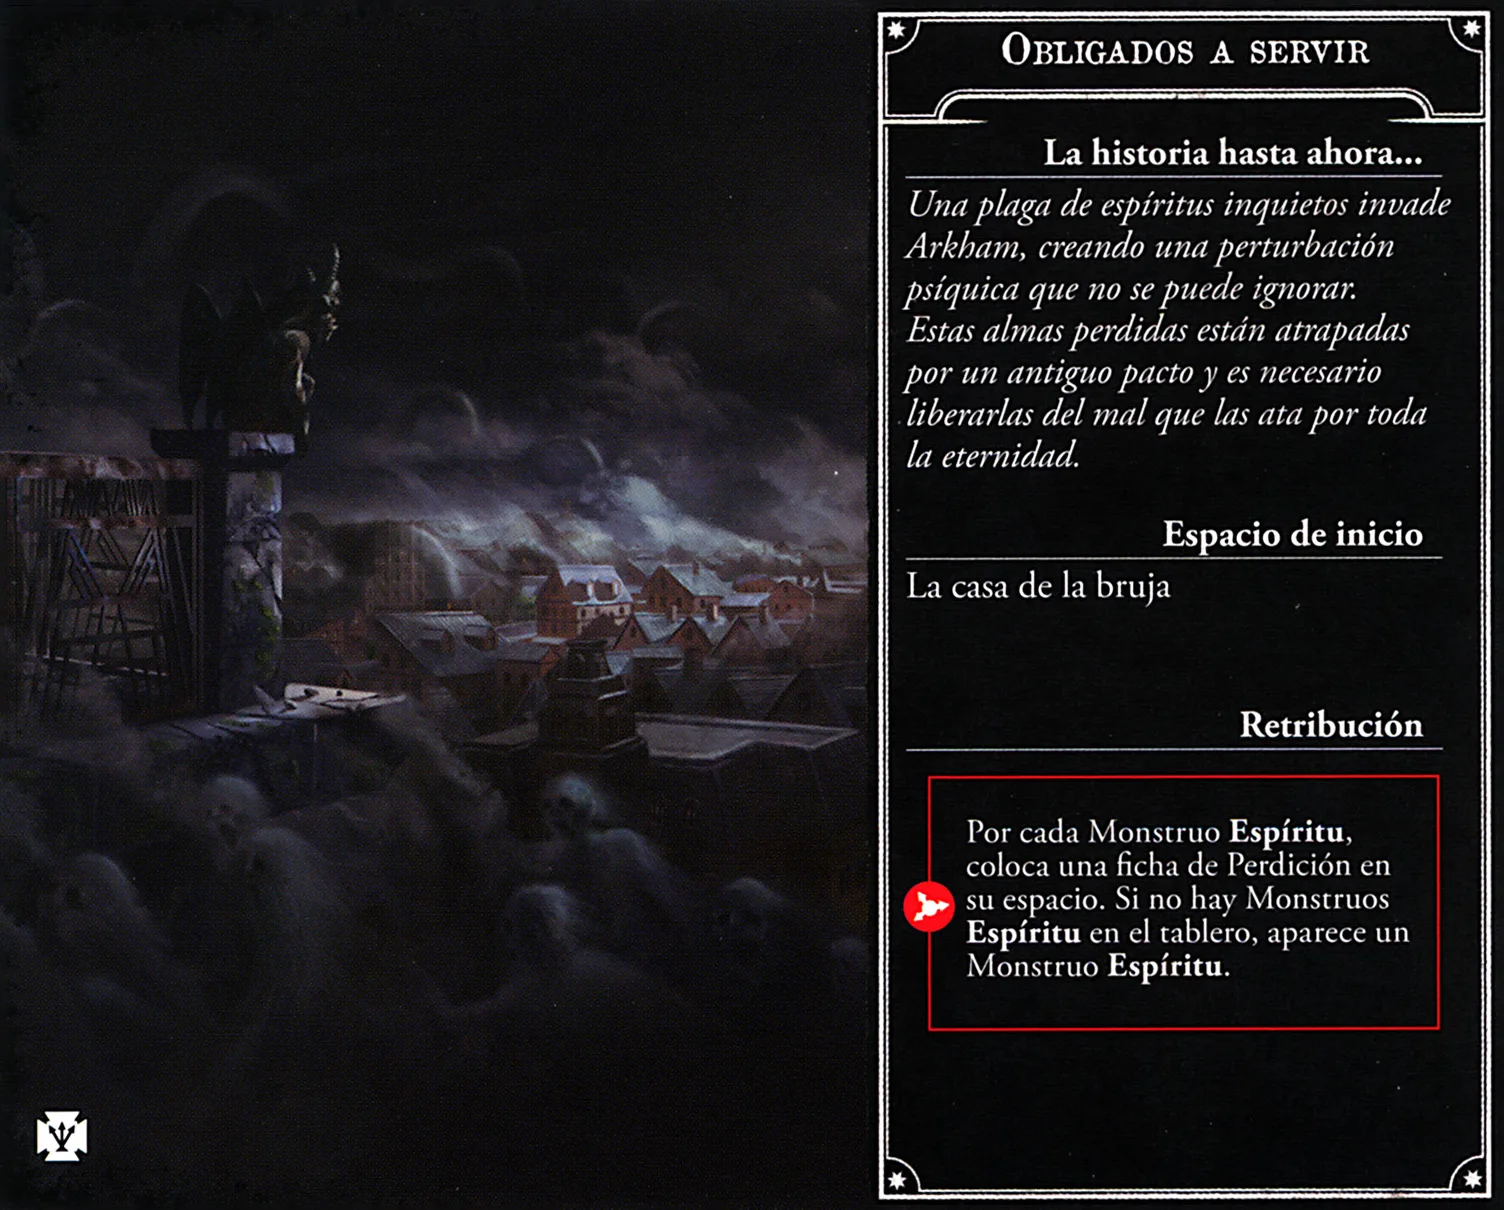 Obligados a servir
La historia hasta ahora...
Una plaga de espíritus inquietos invade
Arkham, creando una perturbación
psíquica que no se puede ignorar.
Estas almas perdidas están atrapadas
por un antiguo pacto y es necesario
liberarlas del mal que las ata por toda
la eternidad.
Espacio de inicio
La casa de la bruja
Retribución
Por cada Monstruo Espíritu,
coloca una ficha de Perdición en
su espacio. Si no hay Monstruos
Espíritu en el tablero, aparece un
Monstruo Espíritu.